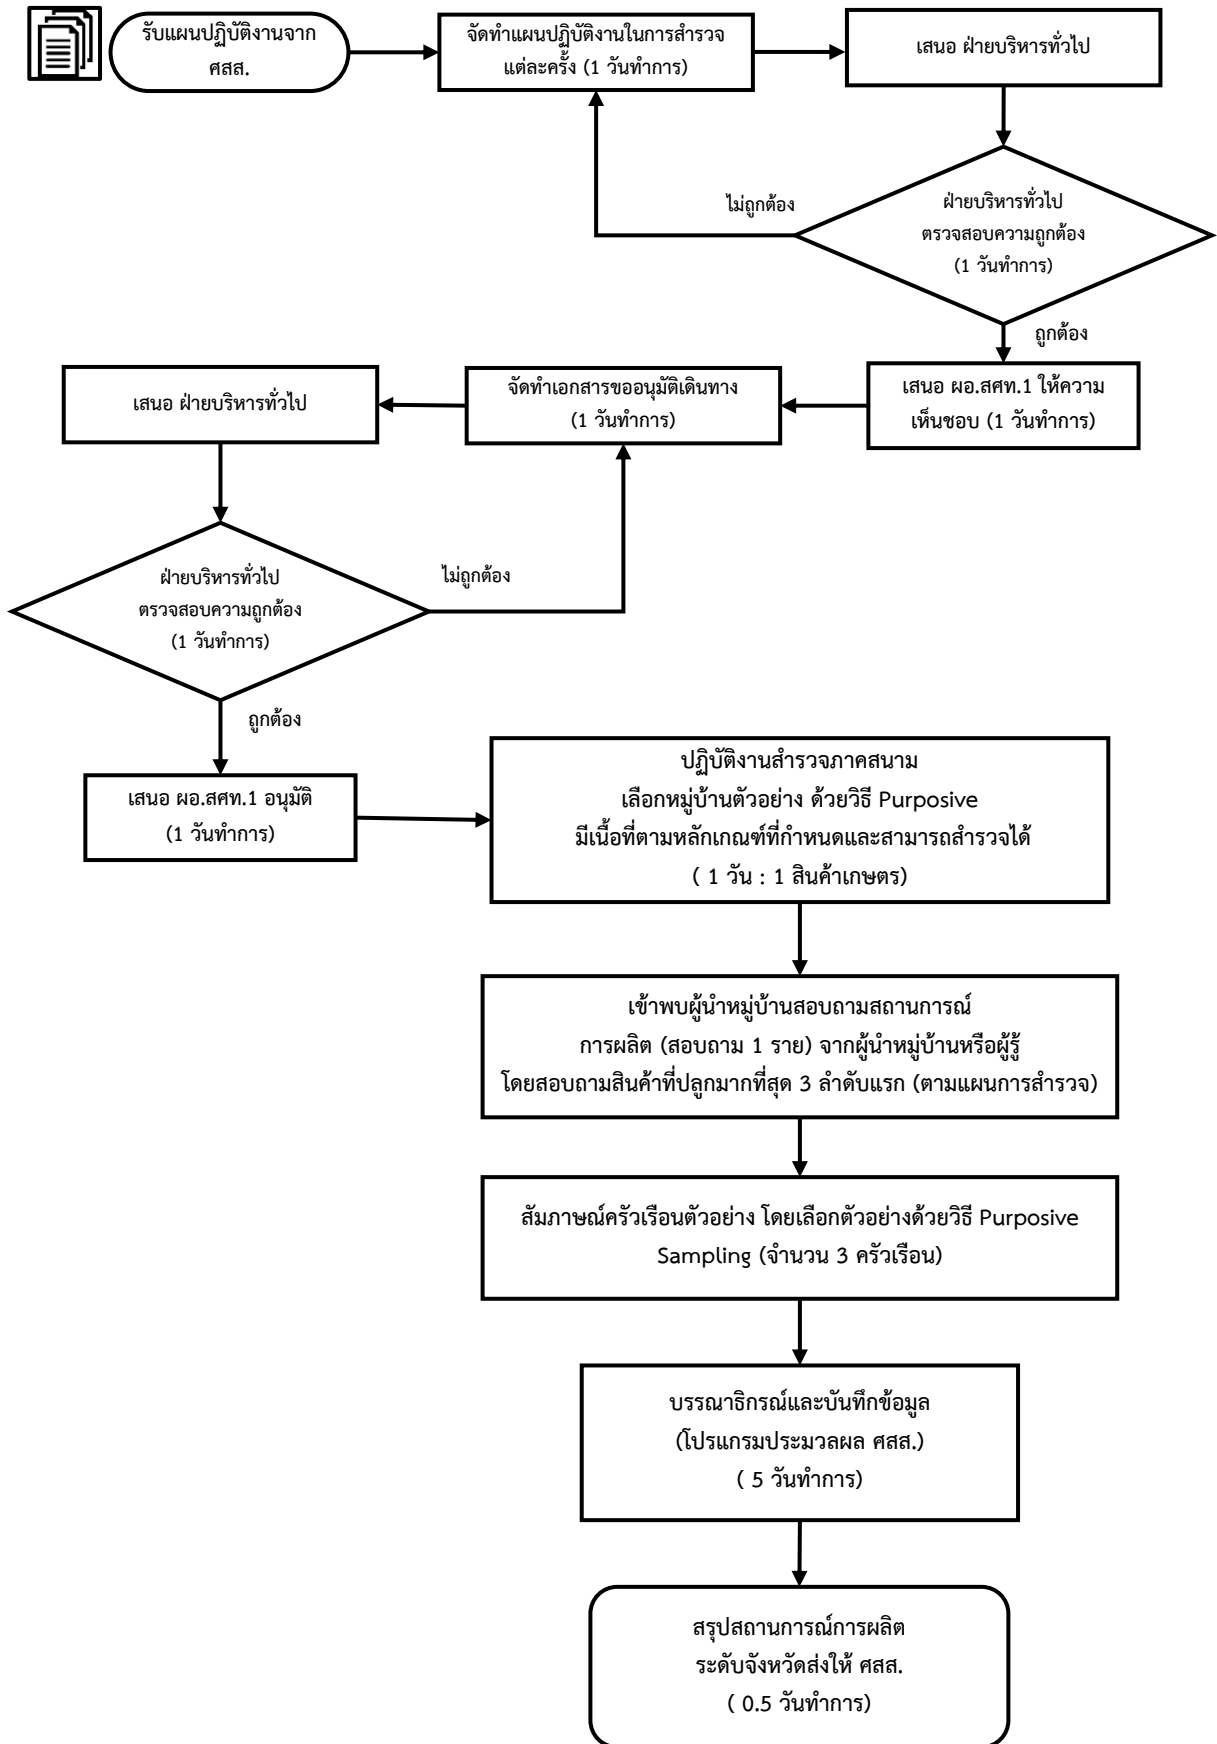 รับแผนปฏิบัติงานจาก
ศสส.
จัดทำแผนปฏิบัติงานในการสำรวจ
แต่ละครั้ง (1 วันทำการ)
เสนอ ฝ่ายบริหารทั่วไป
ไม่ถูกต้อง
ฝ่ายบริหารทั่วไป
ตรวจสอบความถูกต้อง
(1 วันทำการ)
ถูกต้อง
เสนอ ผอ.สศท.1 ให้ความ
เห็นชอบ (1 วันทำการ)
จัดทำเอกสารขออนุมัติเดินทาง
(1 วันทำการ)
เสนอ ฝ่ายบริหารทั่วไป
ฝ่ายบริหารทั่วไป
ตรวจสอบความถูกต้อง
(1 วันทำการ)
ไม่ถูกต้อง
ถูกต้อง
เสนอ ผอ.สศท.1 อนุมัติ
(1 วันทำการ)
ปฏิบัติงานสำรวจภาคสนาม
เลือกหมู่บ้านตัวอย่าง ด้วยวิธี Purposive
มีเนื้อที่ตามหลักเกณฑ์ที่กำหนดและสามารถสำรวจได้
( 1 วัน : 1 สินค้าเกษตร)
เข้าพบผู้นำหมู่บ้านสอบถามสถานการณ์
การผลิต (สอบถาม 1 ราย) จากผู้นำหมู่บ้านหรือผู้รู้
โดยสอบถามสินค้าที่ปลูกมากที่สุด 3 ลำดับแรก (ตามแผนการสำรวจ)
สัมภาษณ์ครัวเรือนตัวอย่าง โดยเลือกตัวอย่างด้วยวิธี Purposive
Sampling (จำนวน 3 ครัวเรือน)
บรรณาธิกรณ์และบันทึกข้อมูล
(โปรแกรมประมวลผล ศสส.)
( 5 วันทำการ)
สรุปสถานการณ์การผลิต
ระดับจังหวัดส่งให้ ศสส.
( 0.5 วันทำการ)